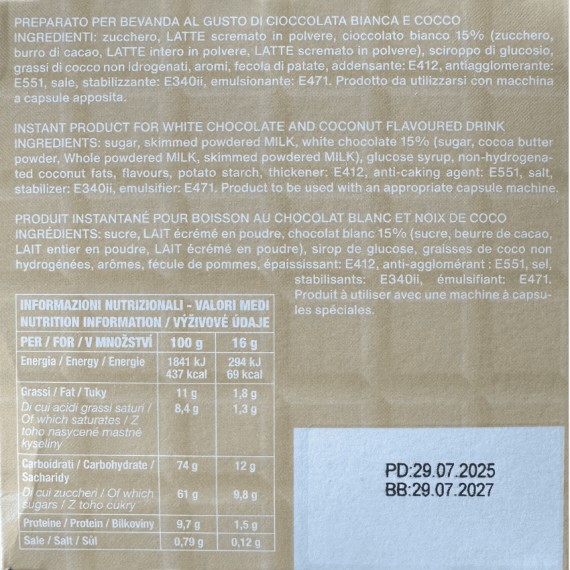 PREPARATO PER BEVANDA AL GUSTO DI CIOCCOLATA BIANCA E COCCO
INGREDIENTI: zucchero, LATTE scremato in polvere, cioccolato bianco 15% (zucchero,
burro di cacao, LATTE intero in polvere, LATTE scremato in polvere), sciroppo di glucosio,
grassi di cocco non idrogenati, aromi, fecola di patate, addensante: E412, antiagglomerante:
E551, sale, stabilizzante: E340ii, emulsionante: E471. Prodotto da utilizzarsi con macchina
a capsule apposita.
INSTANT PRODUCT FOR WHITE CHOCOLATE AND COCONUT FLAVOURED DRINK
INGREDIENTS: sugar, skimmed powdered MILK, white chocolate 15% (sugar, cocoa butter
powder, Whole powdered MILK, skimmed powdered MILK), glucose syrup, non-hydrogena-
ted coconut fats, flavours, potato starch, thickener: E412, anti-caking agent: E551, salt,
stabilizer: E340ii, emulsifier: E471. Product to be used with an appropriate capsule machine.
PRODUIT INSTANTANÉ POUR BOISSON AU CHOCOLAT BLANC ET NOIX DE COCO
INGRÉDIENTS: sucre, LAIT écrémé en poudre, chocolat blanc 15% (sucre, beurre de cacao,
LAIT entier en poudre, LAIT écrémé en poudre), sirop de glucose, graisses de coco non
hydrogénées, arômes, fécule de pommes, épaississant: E412, anti-agglomérant : E551, sel,
stabilisants: E340ii, émulsifiant: E471.
Produit à utiliser avec une machine à capsu-
les spéciales.
INFORMAZIONI NUTRIZIONALI - VALORI MEDI
NUTRITION INFORMATION / VÝŽIVOVÉ ÚDAJE
PER / FOR / V MNOŽSTVÍ 100 g 16 g
Energia / Energy / Energie 1841 kJ 294 kJ
437 kcal 69 kcal
Grassi / Fat / Tuky 11 g 1,8 g
Di cui acidi grassi saturi / 8,4 g 1,3 g
Of which saturates / Z
toho nasycené mastné
kyseliny
Carboidrati / Carbohydrate / 74 g 12 g
Sacharidy
Di cui zuccheri / Of which 61 g 9,8 g
sugars / Z toho cukry
Proteine / Protein / Bílkoviny 9,7 g 1,5 g
Sale / Salt / Sůl 0,79 g 0,12 g
PD:29.07.2025
BB:29.07.2027